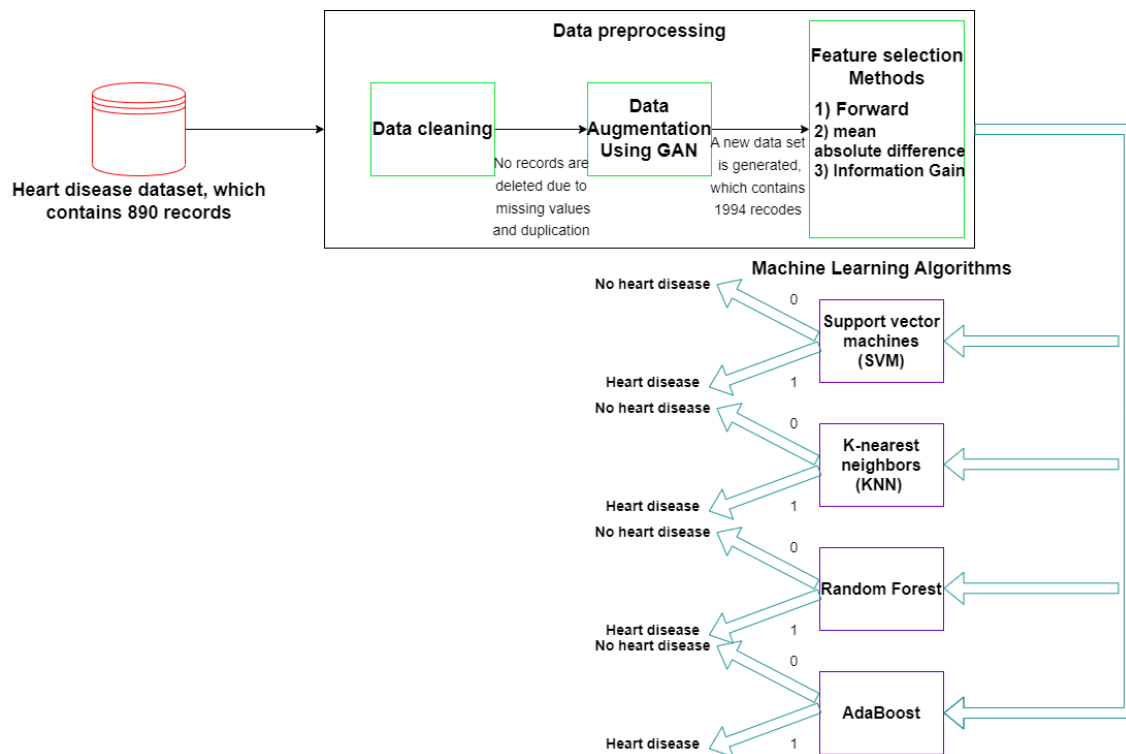 Data preprocessing
Heart disease dataset, which
contains 890 records
Data cleaning
No records are
deleted due to
missing values
and duplication
Data
Augmentation
Using GAN
A new data set
is generated,
which contains
1994 recodes
Feature selection
Methods
1) Forward
2) mean
absolute difference
3) Information Gain
Machine Learning Algorithms
No heart disease
0
Support vector
machines
(SVM)
Heart disease
1
No heart disease
0
K-nearest
neighbors
(KNN)
Heart disease
1
No heart disease
0
Random Forest
Heart disease
1
No heart disease
0
AdaBoost
Heart disease
1